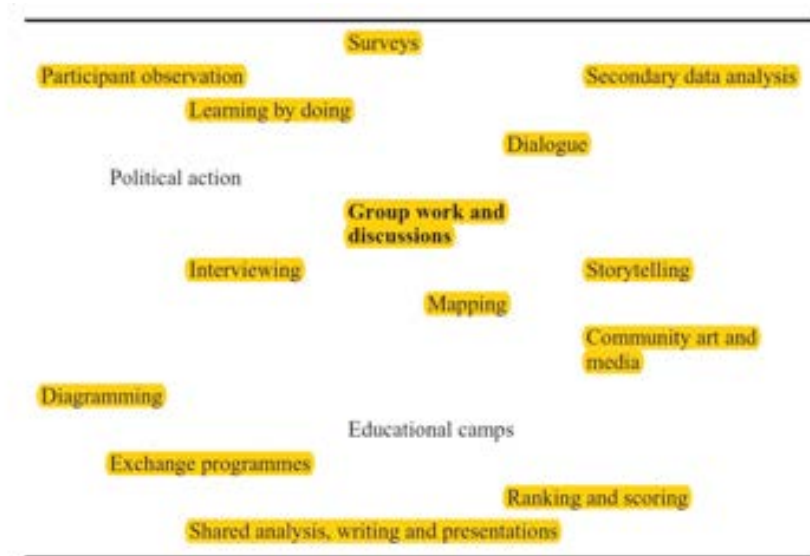 Surveys
Participant observation
Secondary data analysis
Learning by doing
Dialogue
Political action
Group work and
discussions
Interviewing
Storytelling
Mapping
Community art and
media
Diagramming
Educational camps
Exchange programmes
Ranking and scoring
Shared analysis, writing and presentations